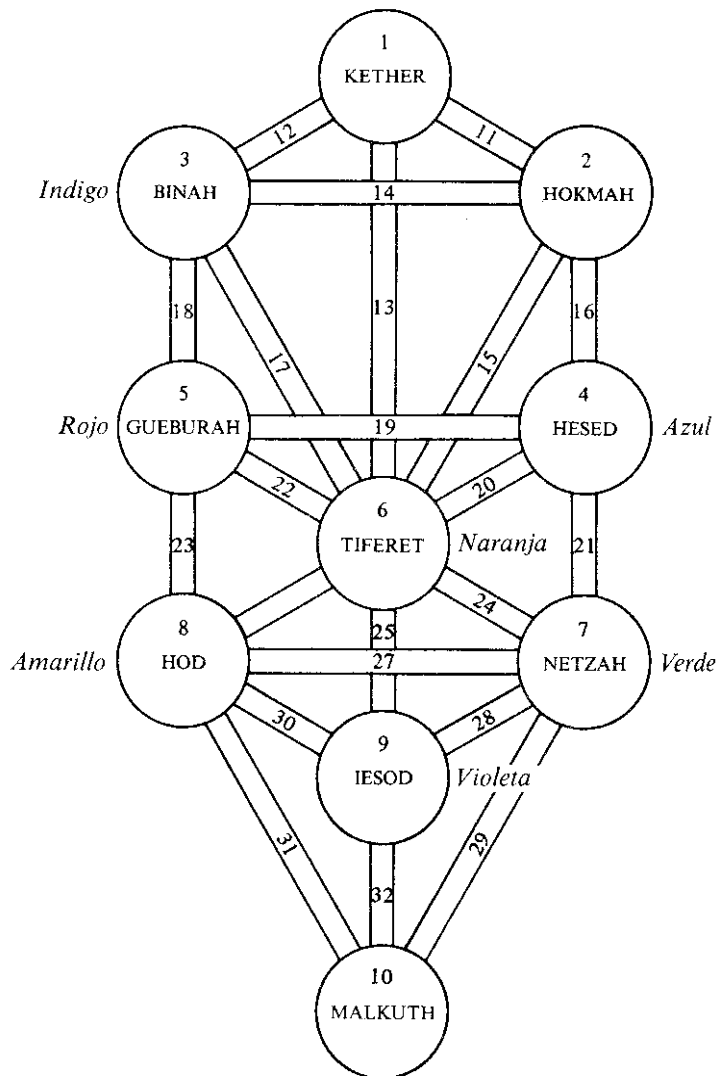 1
KETHER
12
11
3
2
Indigo
BINAH
14
HOKMAH
18
13
16
17
15
5
4
Rojo
GUEBURAH
19
HESED
Azul
22
20
6
TIFERET
Naranja
23
21
24
25
8
7
Amarillo
HOD
27
NETZAH
Verde
30
28
9
IESOD
Violeta
31
29
32
10
MALKUTH